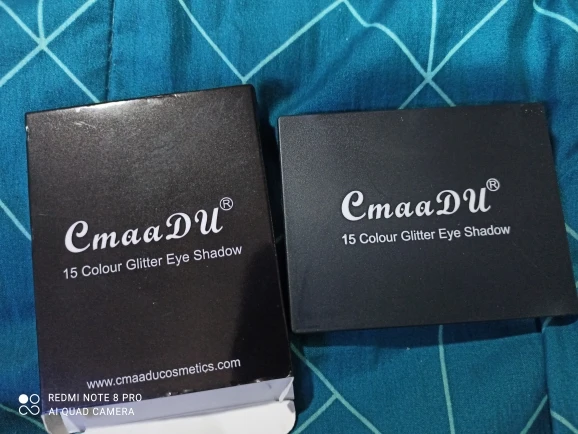 CmaaDU®
15 Colour Glitter Eye Shadow
www.cmaaducosmetics.com
CmaaDU®
15 Colour Glitter Eye Shadow
REDMI NOTE 8 PRO
AI QUAD CAMERA